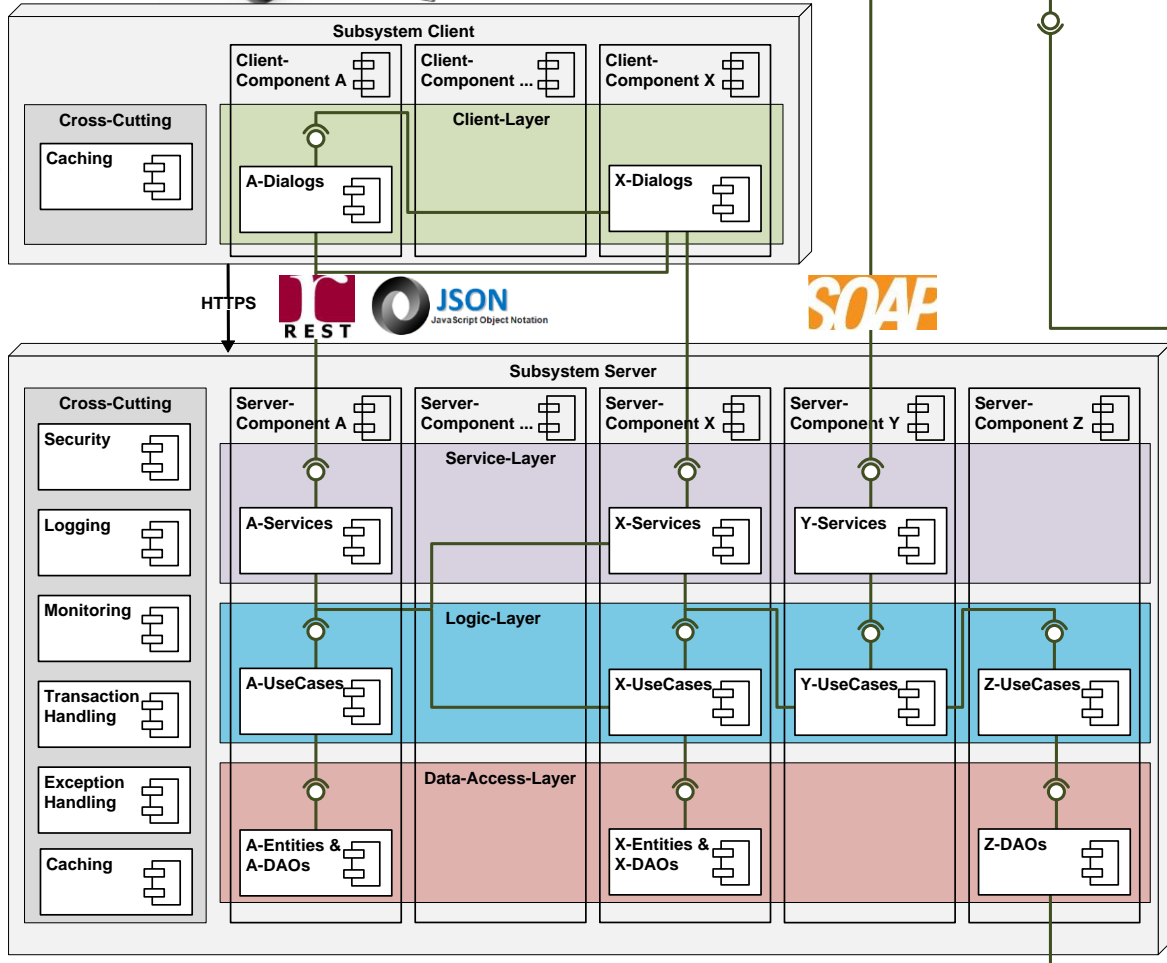 Subsystem Client
Client-
Component A
Client-
Component ...
Client-
Component X
Cross-Cutting
Client-Layer
Caching
A-Dialogs
X-Dialogs
HTTPS
r
REST
JSON
JavaScript Object Notation
SOAP
Subsystem Server
Cross-Cutting
Server-
Component A
Server-
Component ...
Server-
Component X
Server-
Component Y
Server-
Component Z
Security
Service-Layer
Logging
A-Services
X-Services
Y-Services
Monitoring
Logic-Layer
Transaction
Handling
A-UseCases
X-UseCases
Y-UseCases
Z-UseCases
Exception
Handling
Data-Access-Layer
Caching
A-Entities &
A-DAOs
X-Entities &
X-DAOs
Z-DAOs